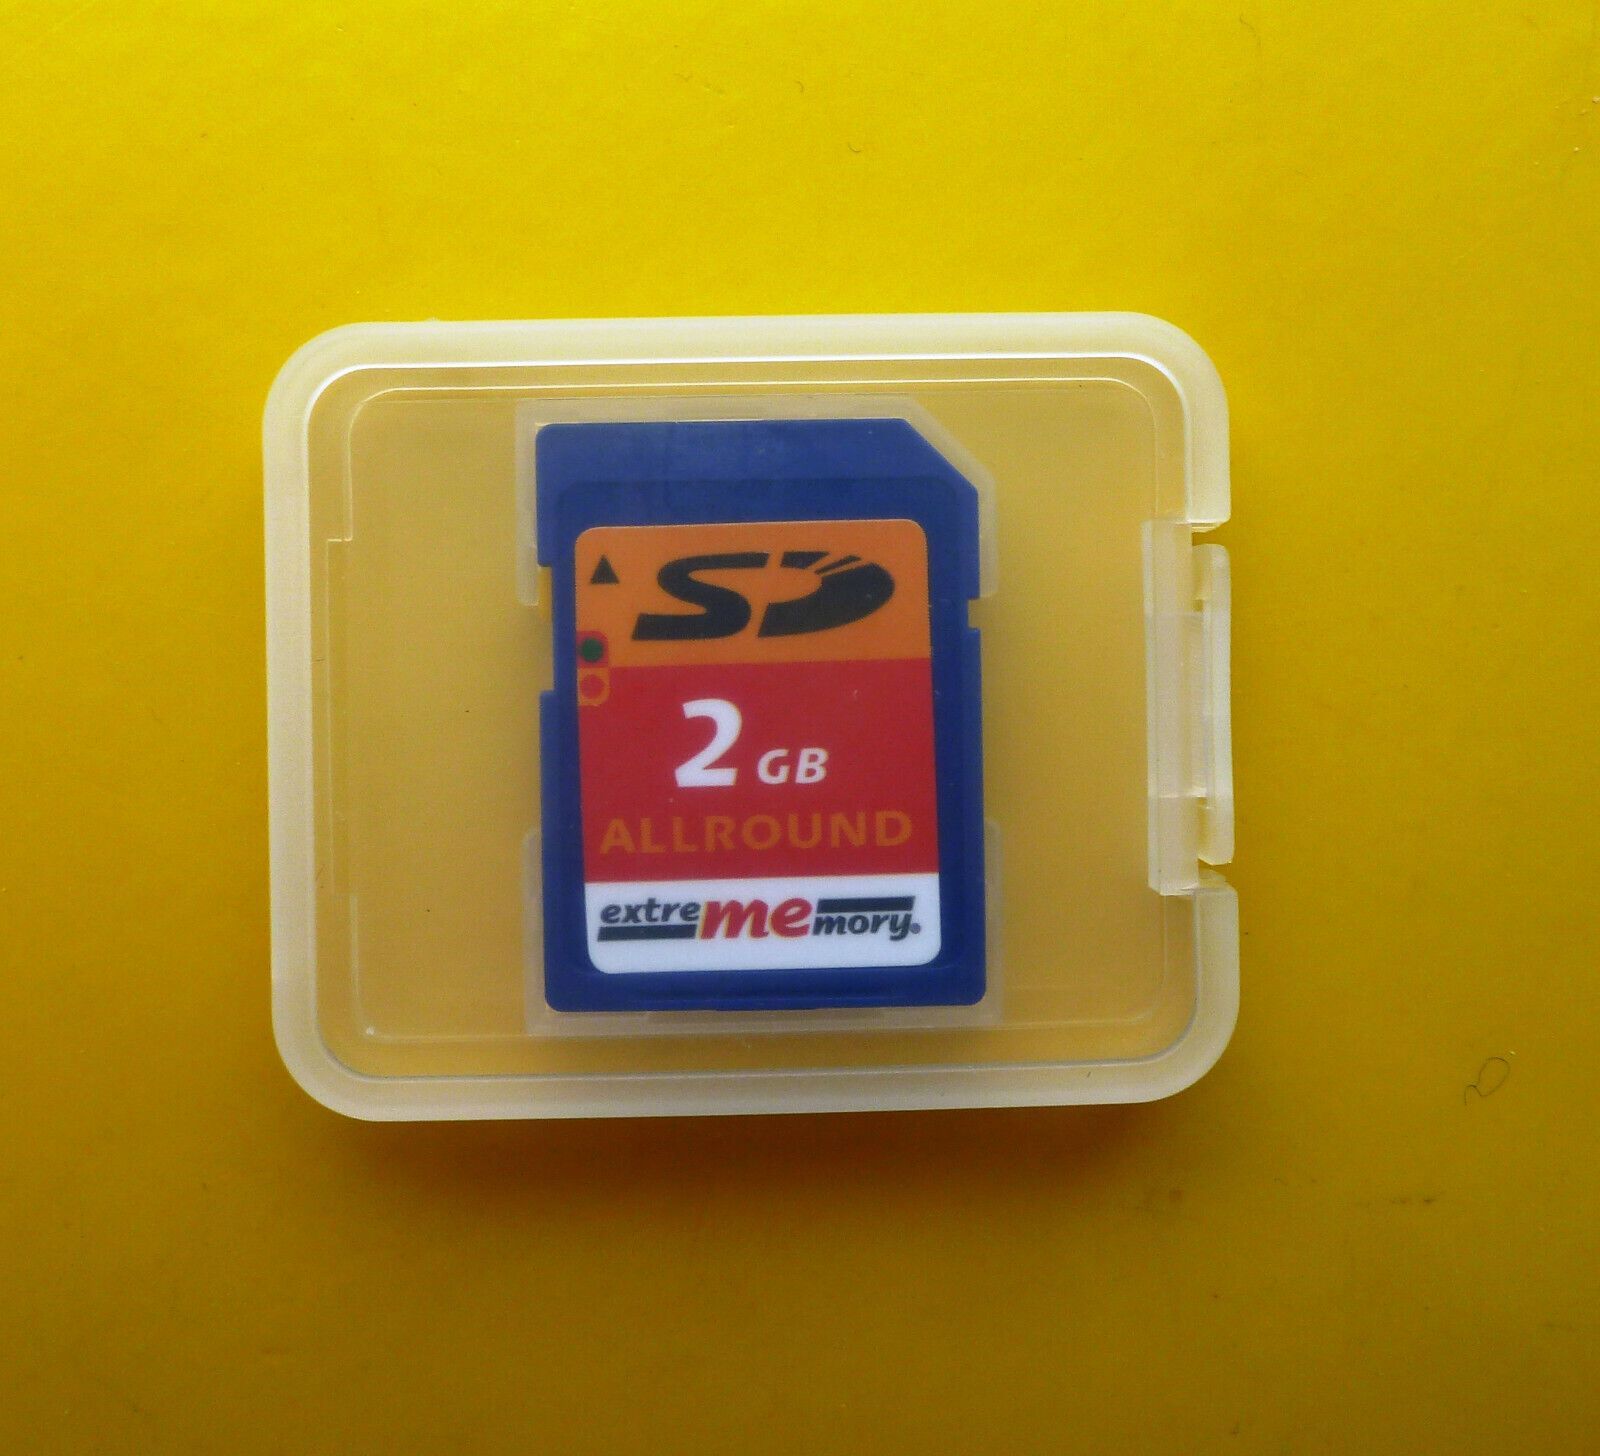 SD
2 GB
ALLROUND
extreMEmory®